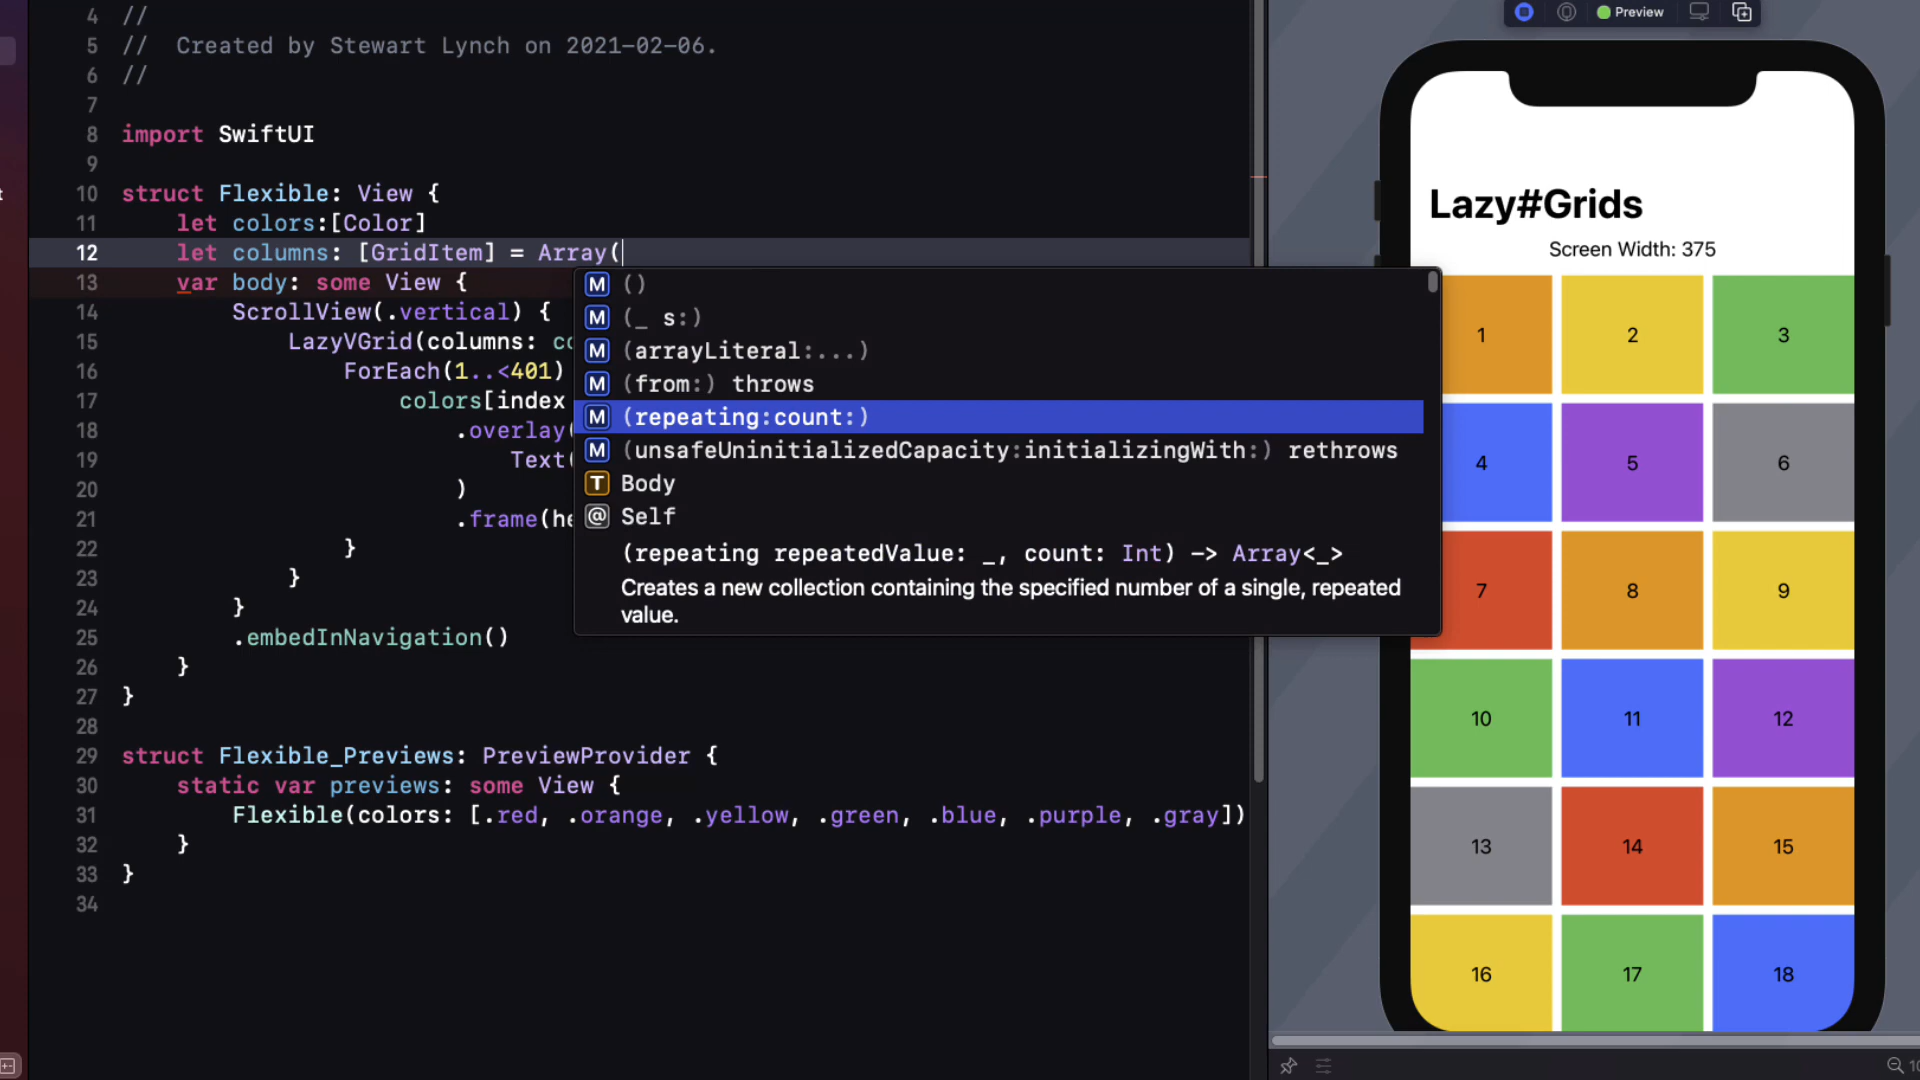 4 //
5 //  Created by Stewart Lynch on 2021-02-06.
6 //
7
8 import SwiftUI
9
10 struct Flexible: View {
11     let colors:[Color]
12     let columns: [GridItem] = Array(
13     var body: some View {
14         ScrollView(.vertical) {
15             LazyVGrid(columns: co
16                 ForEach(1..<401)
17                     colors[index
18                         .overlay(
19                             Text(
20                         )
21                         .frame(he
22                 }
23             }
24         }
25         .embedInNavigation()
26     }
27 }
28
29 struct Flexible_Previews: PreviewProvider {
30     static var previews: some View {
31         Flexible(colors: [.red, .orange, .yellow, .green, .blue, .purple, .gray])
32     }
33 }
34
M ()
M (_ s:)
M (arrayLiteral:...)
M (from:) throws
M (repeating:count:)
M (unsafeUninitializedCapacity:initializingWith:) rethrows
T Body
@ Self
(repeating repeatedValue: _, count: Int) -> Array<_>
Creates a new collection containing the specified number of a single, repeated
value.
Preview
Lazy#Grids
Screen Width: 375
1 2 3
4 5 6
7 8 9
10 11 12
13 14 15
16 17 18